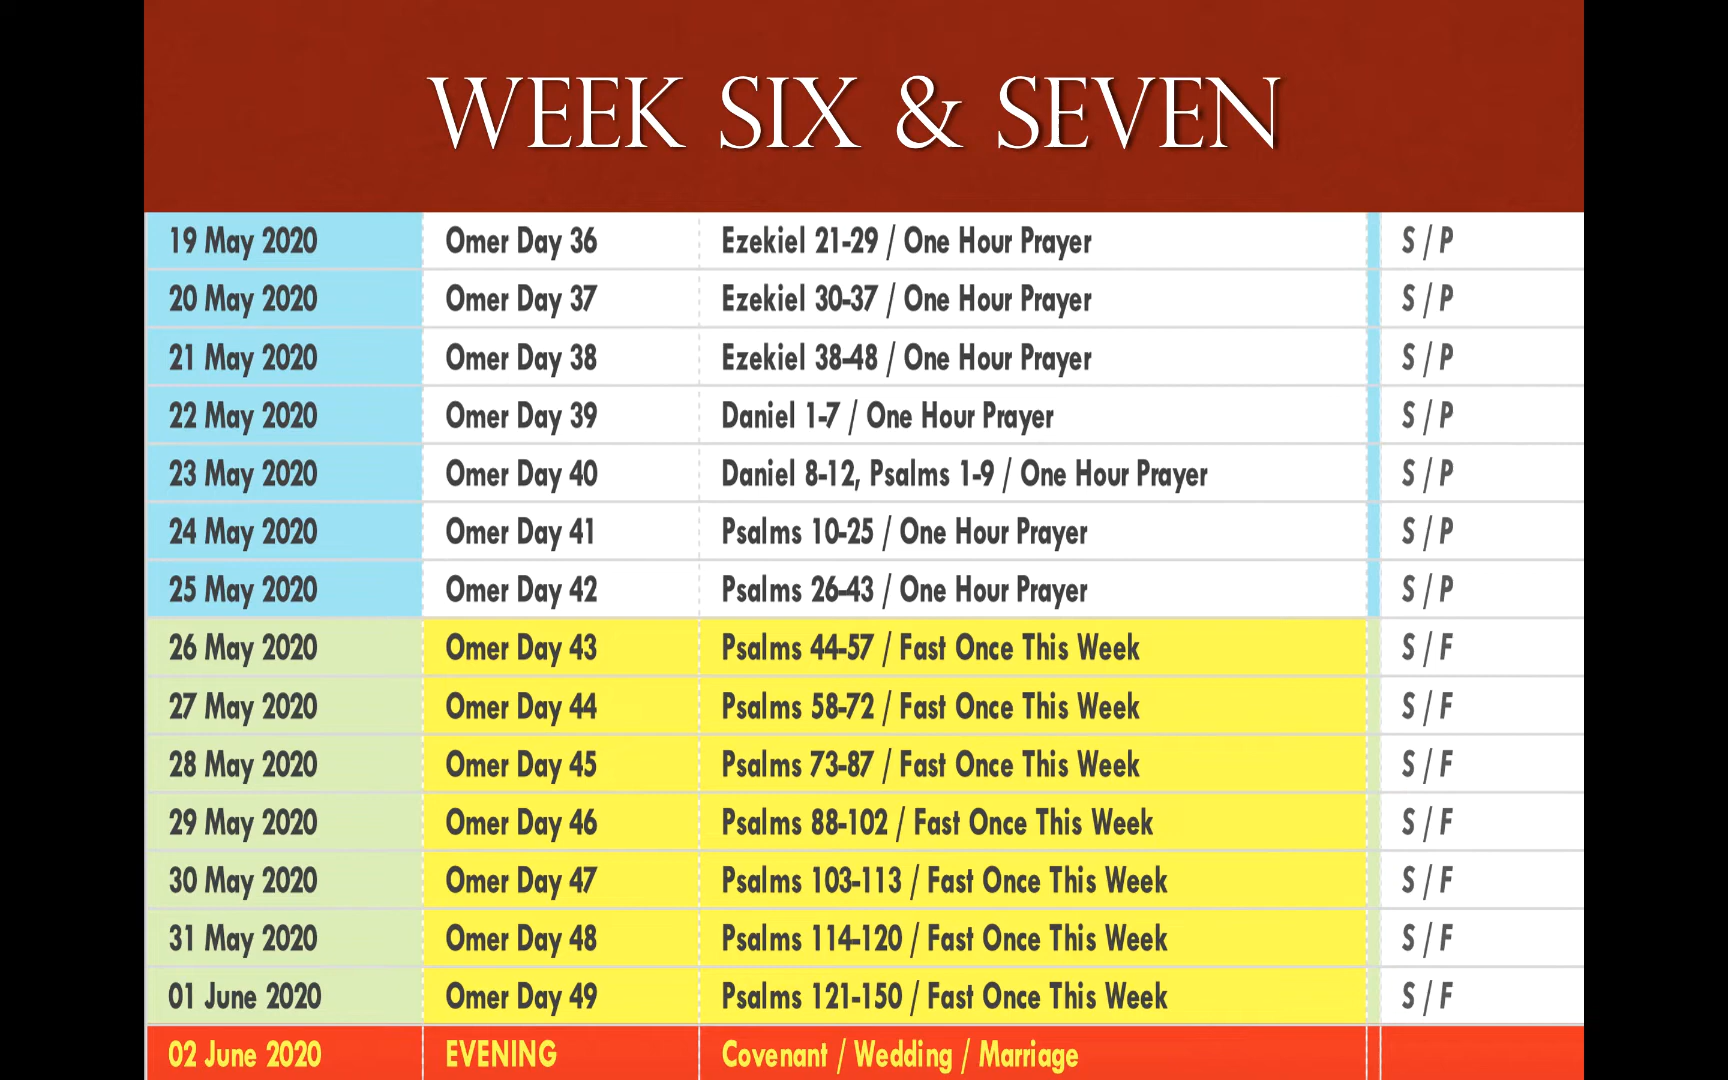 WEEK SIX & SEVEN
19 May 2020 Omer Day 36 Ezekiel 21-29 / One Hour Prayer S / P
20 May 2020 Omer Day 37 Ezekiel 30-37 / One Hour Prayer S / P
21 May 2020 Omer Day 38 Ezekiel 38-48 / One Hour Prayer S / P
22 May 2020 Omer Day 39 Daniel 1-7 / One Hour Prayer S / P
23 May 2020 Omer Day 40 Daniel 8-12, Psalms 1-9 / One Hour Prayer S / P
24 May 2020 Omer Day 41 Psalms 10-25 / One Hour Prayer S / P
25 May 2020 Omer Day 42 Psalms 26-43 / One Hour Prayer S / P
26 May 2020 Omer Day 43 Psalms 44-57 / Fast Once This Week S / F
27 May 2020 Omer Day 44 Psalms 58-72 / Fast Once This Week S / F
28 May 2020 Omer Day 45 Psalms 73-87 / Fast Once This Week S / F
29 May 2020 Omer Day 46 Psalms 88-102 / Fast Once This Week S / F
30 May 2020 Omer Day 47 Psalms 103-113 / Fast Once This Week S / F
31 May 2020 Omer Day 48 Psalms 114-120 / Fast Once This Week S / F
01 June 2020 Omer Day 49 Psalms 121-150 / Fast Once This Week S / F
02 June 2020 EVENING Covenant / Wedding / Marriage